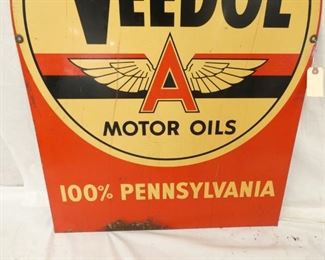 VEEDOL
A
MOTOR OILS
100% PENNSYLVANIA